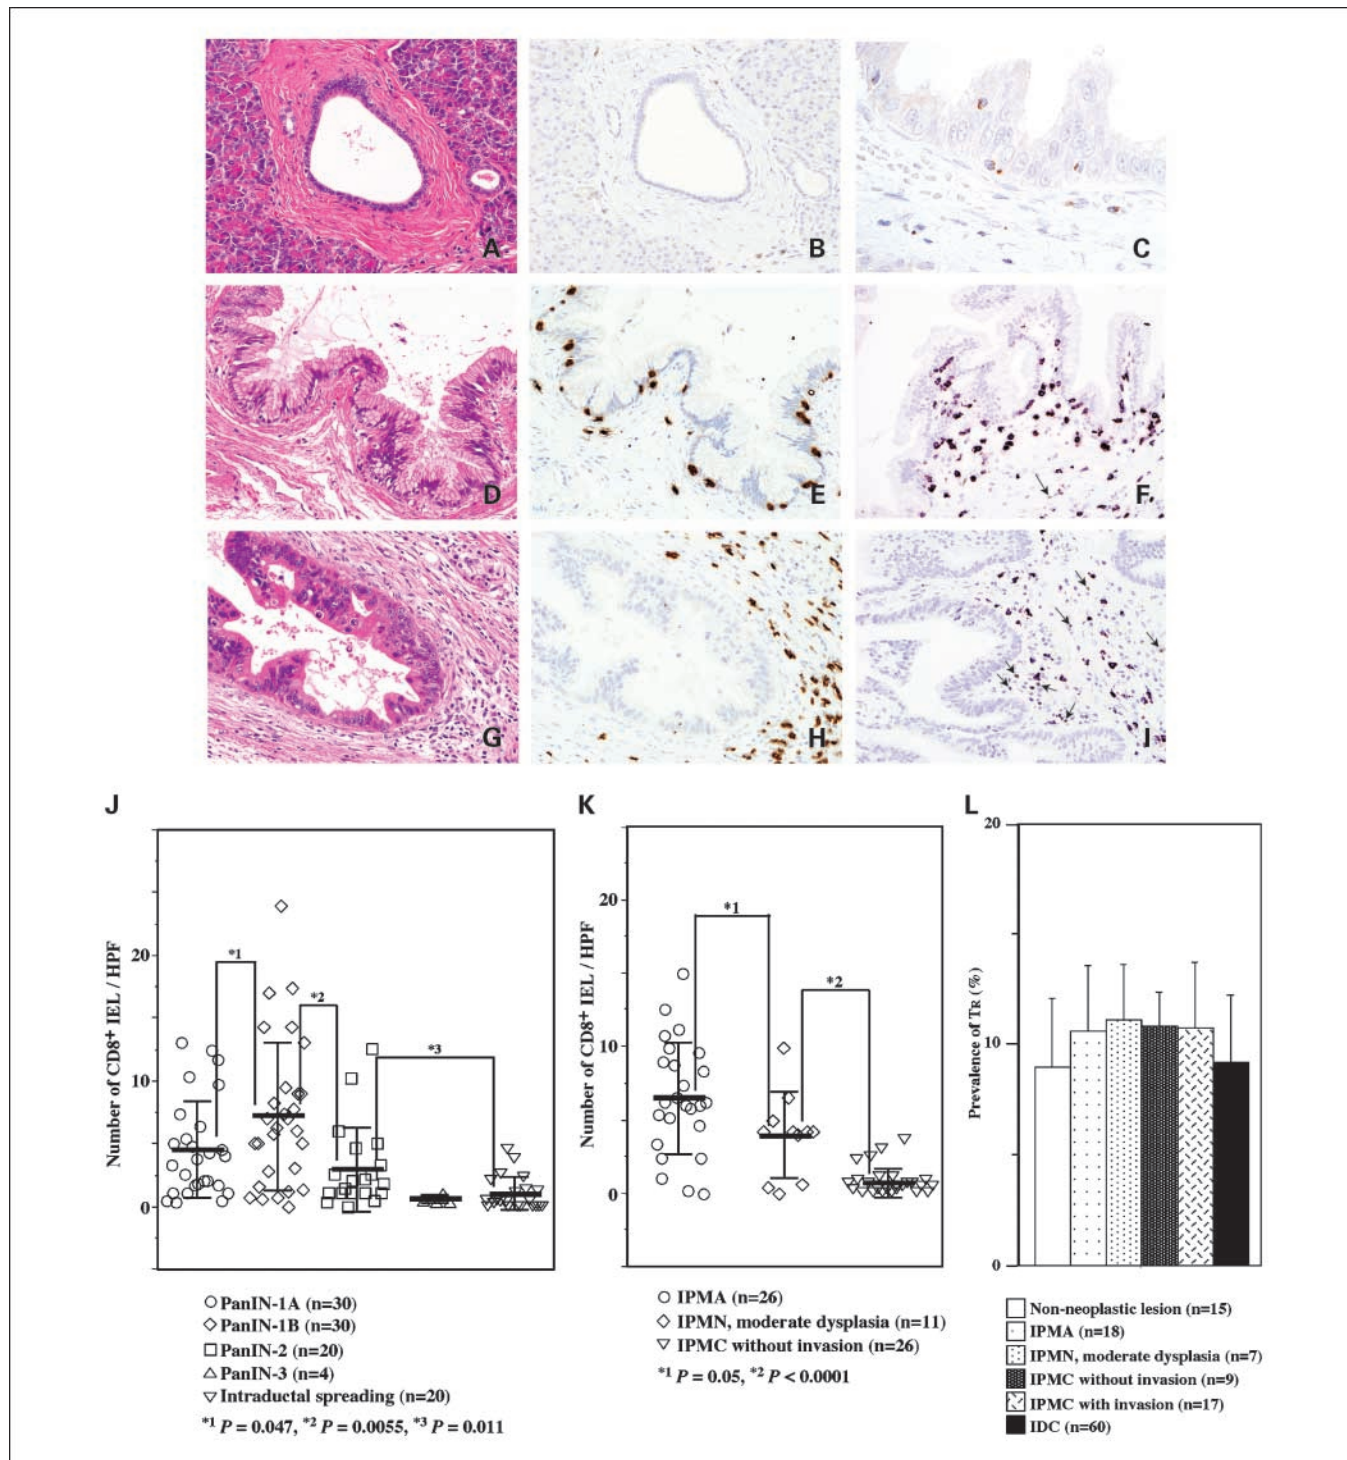 A
B
C
D
E
F
G
H
I
J
K
L
Number of CD8+ IEL / HPF
20
10
0
*1
*2
*3
○ PanIN-1A (n=30)
◇ PanIN-1B (n=30)
□ PanIN-2 (n=20)
△ PanIN-3 (n=4)
▽ Intraductal spreading (n=20)
*1 P = 0.047, *2 P = 0.0055, *3 P = 0.011
Number of CD8+ IEL / HPF
20
10
0
*1
*2
○ IPMA (n=26)
◇ IPMN, moderate dysplasia (n=11)
▽ IPMC without invasion (n=26)
*1 P = 0.05, *2 P < 0.0001
Prevalence of TR (%)
20
10
0
Non-neoplastic lesion (n=15)
IPMA (n=18)
IPMN, moderate dysplasia (n=7)
IPMC without invasion (n=9)
IPMC with invasion (n=17)
IDC (n=60)